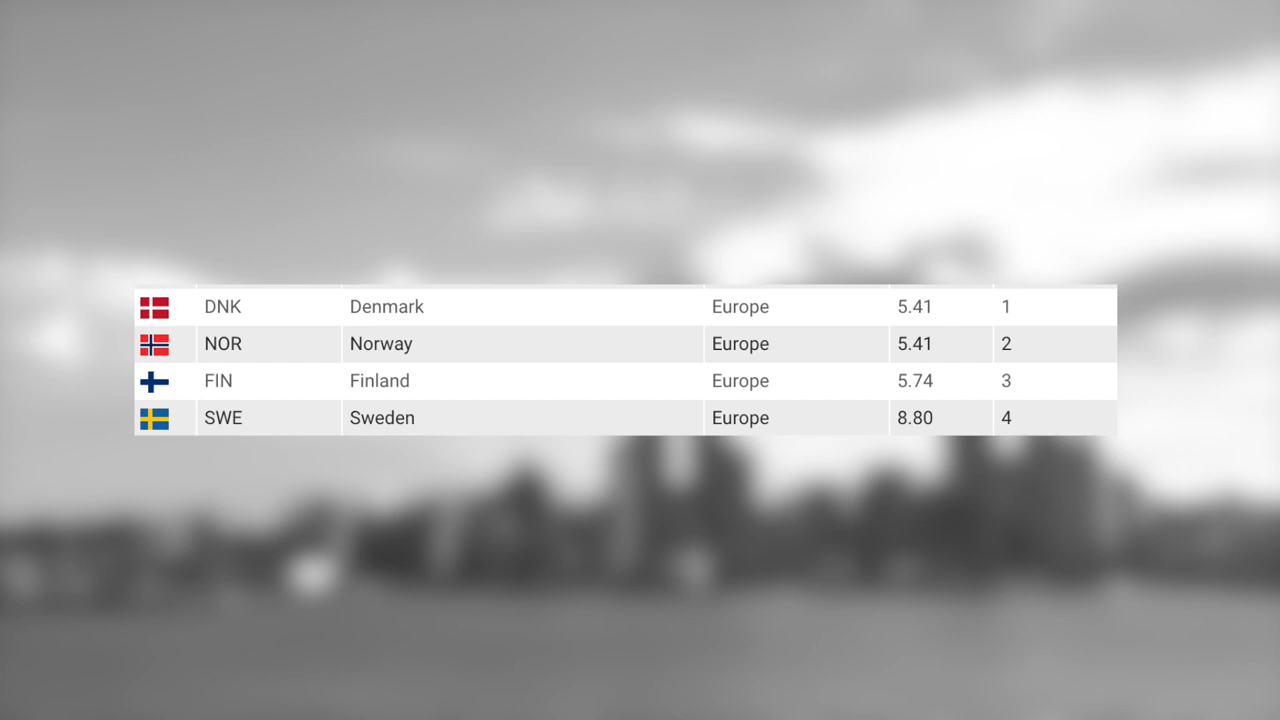 DNK Denmark Europe 5.41 1
NOR Norway Europe 5.41 2
FIN Finland Europe 5.74 3
SWE Sweden Europe 8.80 4